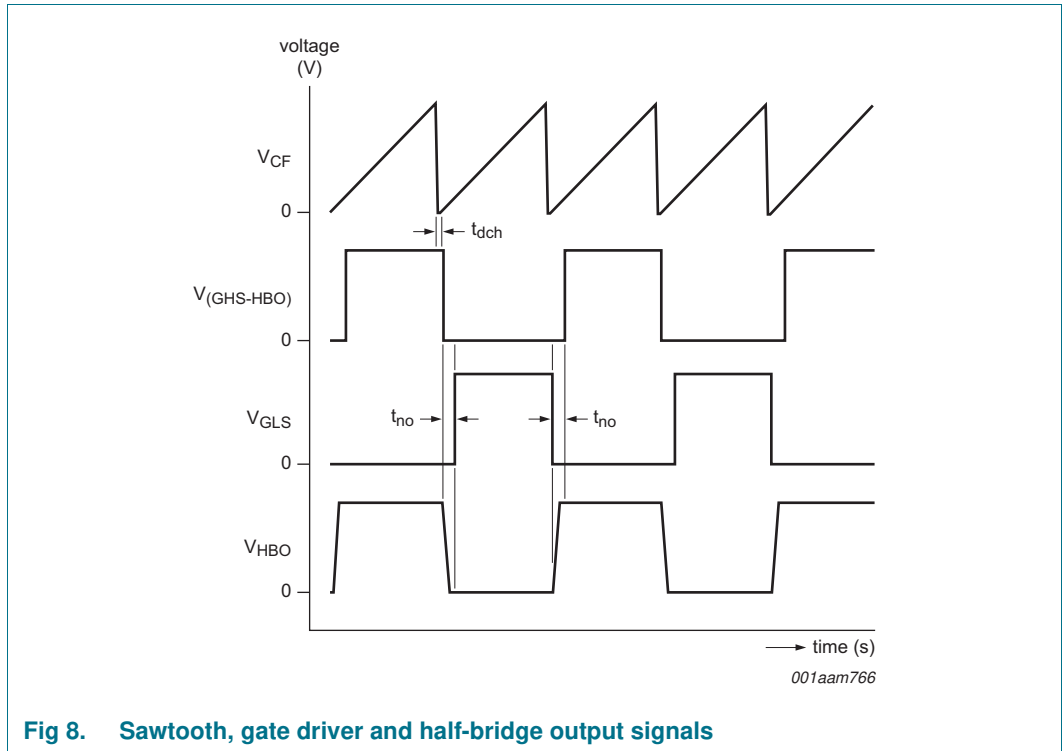 voltage
(V)
VCF
0
tdch
V(GHS-HBO)
0
VGLS
tno
tno
0
VHBO
0
time (s)
001aam766
Fig 8. Sawtooth, gate driver and half-bridge output signals